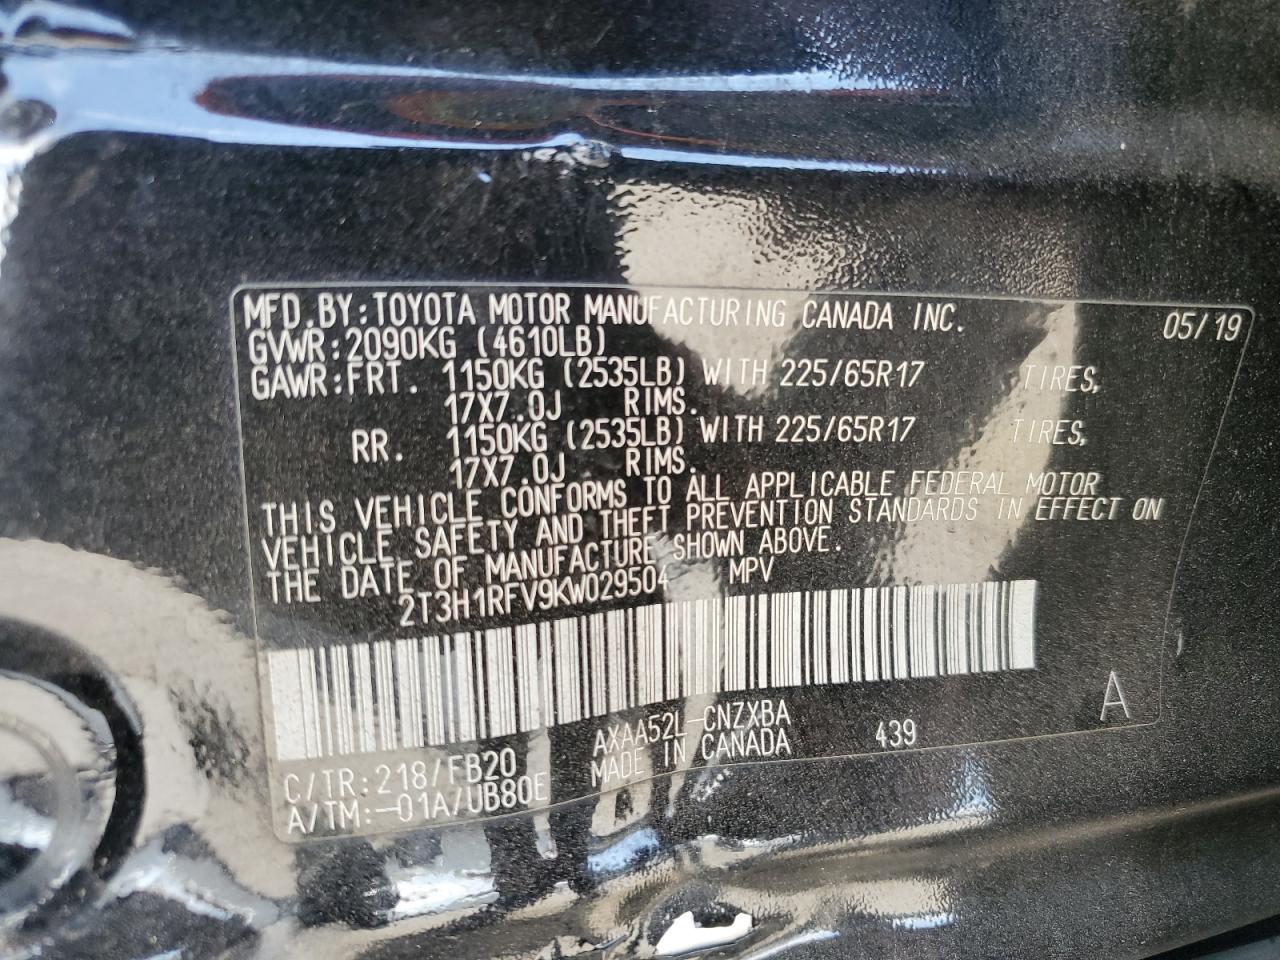 MFD. BY: TOYOTA MOTOR MANUFACTURING CANADA INC. 05/19
GVWR: 2090KG (4610LB)
GAWR: FRT. 1150KG (2535LB) WITH 225/65R17 TIRES,
17X7.0J RIMS.
RR. 1150KG (2535LB) WITH 225/65R17 TIRES,
17X7.0J RIMS.
THIS VEHICLE CONFORMS TO ALL APPLICABLE FEDERAL MOTOR
VEHICLE SAFETY AND THEFT PREVENTION STANDARDS IN EFFECT ON
THE DATE OF MANUFACTURE SHOWN ABOVE.
2T3H1RFV9KW029504 MPV
C/TR: 218/FB20 AXAA52L-CNZXBA
A/TM: -01A/UB80E MADE IN CANADA 439 A